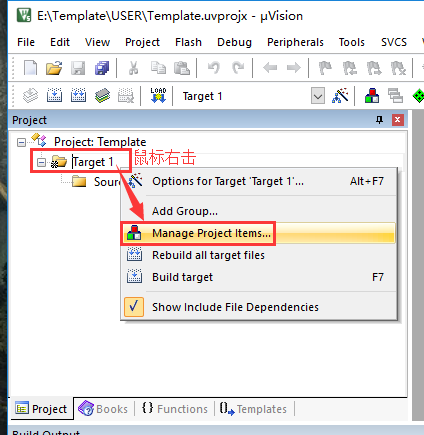 E:\Template\USER\Template.uvprojx - µVision
File Edit View Project Flash Debug Peripherals Tools SVCS
LOAD Target 1
Project
Project: Template
Target 1 鼠标右击
Sour
Options for Target 'Target 1'... Alt+F7
Add Group...
Manage Project Items...
Rebuild all target files
Build target F7
Show Include File Dependencies
Project Books {} Functions 0 Templates
Build Output